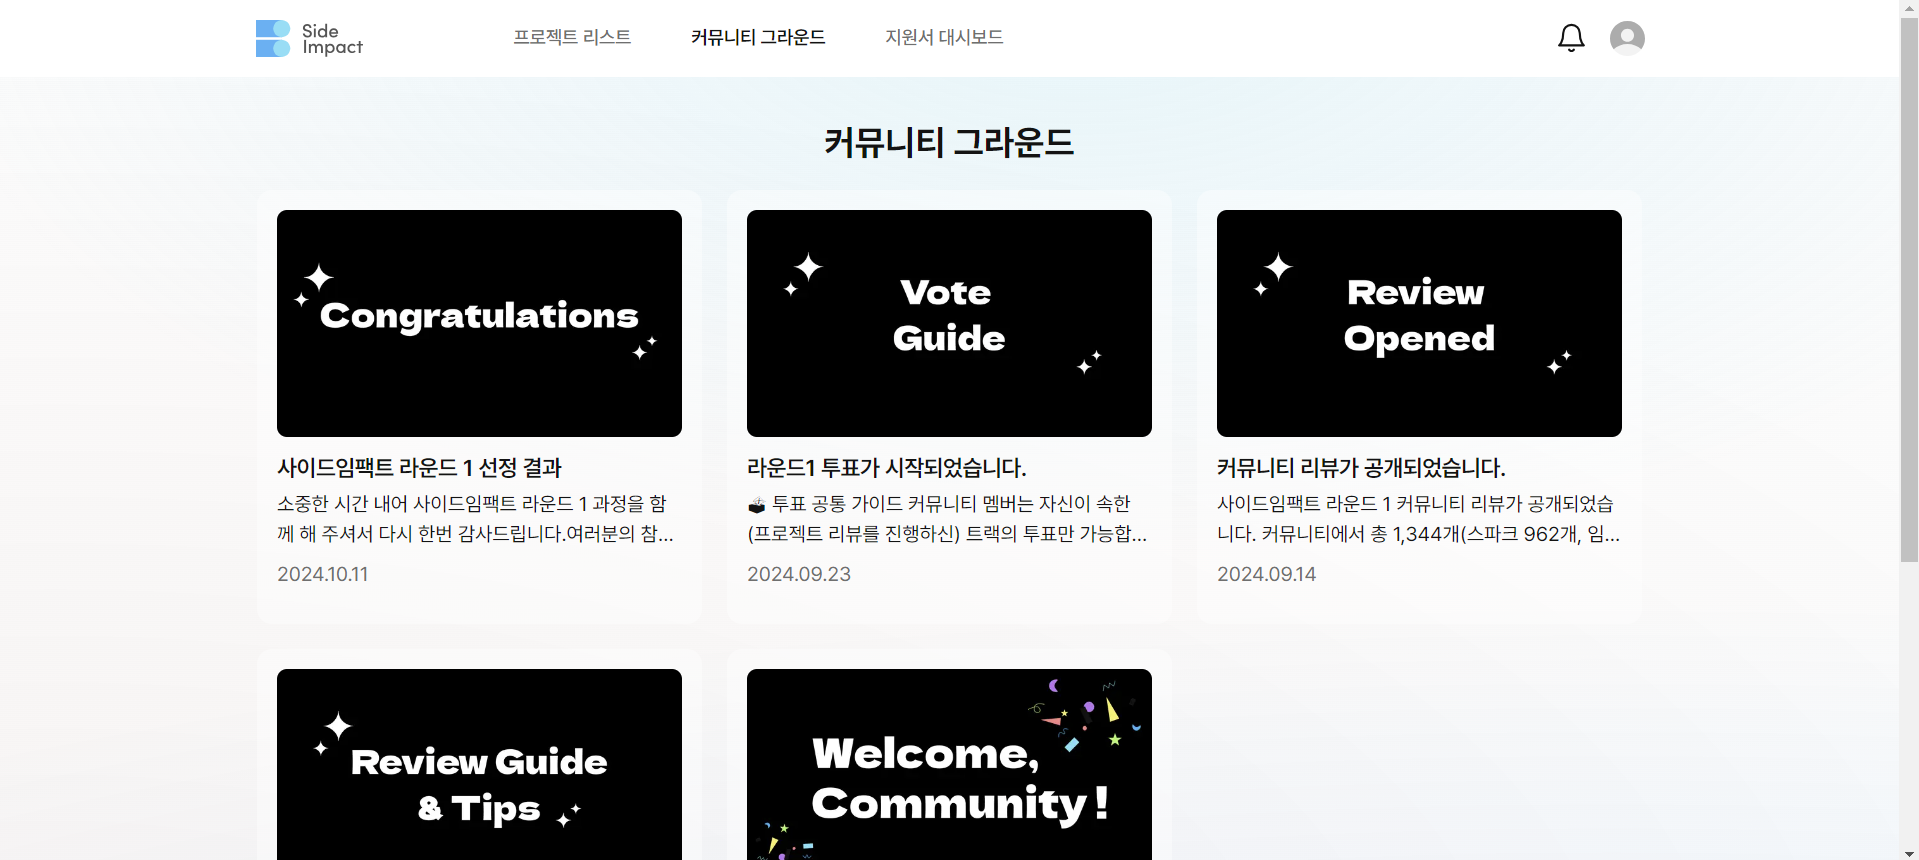 Side
Impact
프로젝트 리스트
커뮤니티 그라운드
지원서 대시보드
커뮤니티 그라운드
Congratulations
사이드임팩트 라운드 1 선정 결과
소중한 시간 내어 사이드임팩트 라운드 1 과정을 함
께 해 주셔서 다시 한번 감사드립니다.여러분의 참...
2024.10.11
Vote
Guide
라운드1 투표가 시작되었습니다.
🗳 투표 공통 가이드 커뮤니티 멤버는 자신이 속한
(프로젝트 리뷰를 진행하신) 트랙의 투표만 가능합...
2024.09.23
Review
Opened
커뮤니티 리뷰가 공개되었습니다.
사이드임팩트 라운드 1 커뮤니티 리뷰가 공개되었습
니다. 커뮤니티에서 총 1,344개(스파크 962개, 임...
2024.09.14
Review Guide
& Tips
Welcome,
Community !